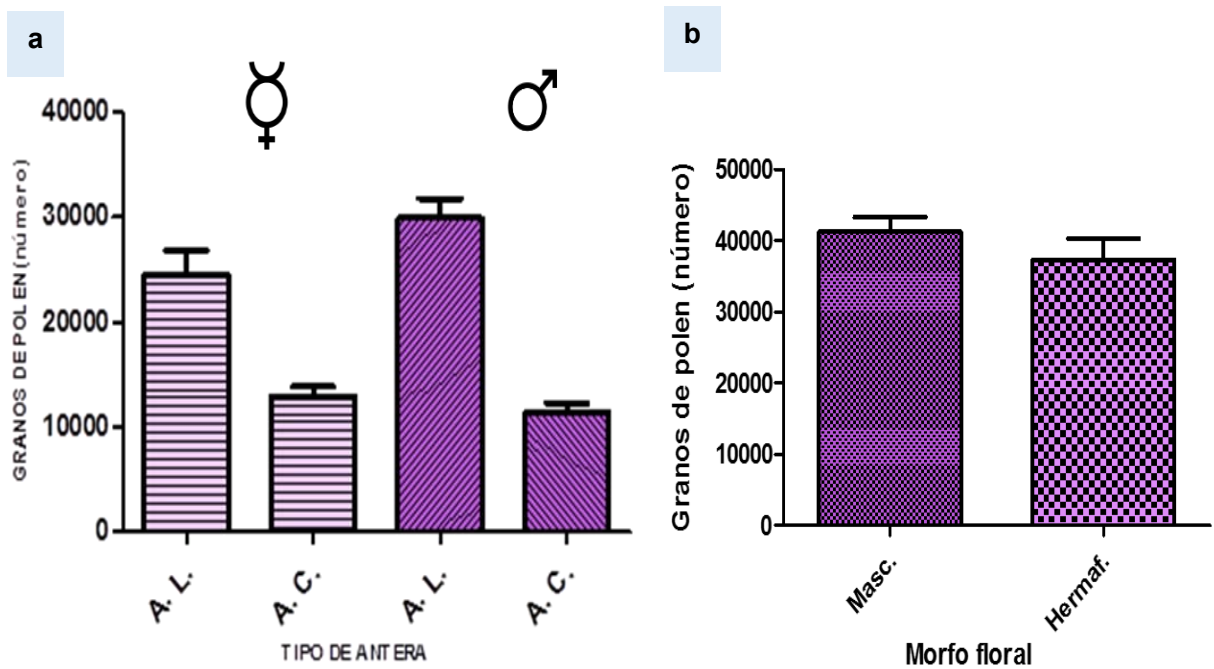 a
40000
30000
20000
10000
0
GRANOS DE POLEN (número)
A. L.
A. C.
A. L.
A. C.
TIPO DE ANTERA
b
50000
40000
30000
20000
10000
0
Granos de polen (número)
Masc.
Hermaf.
Morfo floral